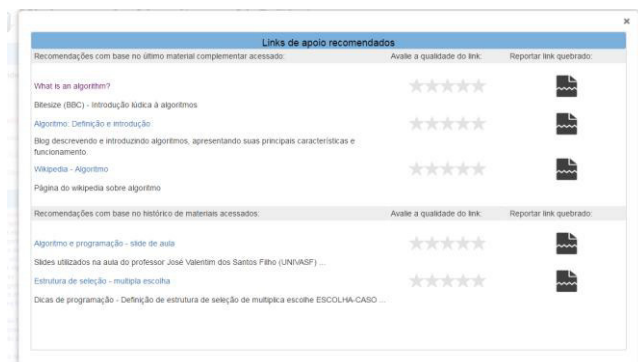 ×
Links de apoio recomendados
Recomendações com base no último material complementar acessado: Avalie a qualidade do link: Reportar link quebrado:
What is an algorithm?
Bitesize (BBC) - Introdução lúdica à algoritmos
Algoritmo: Definição e introdução
Blog descrevendo e introduzindo algoritmos, apresentando suas principais características e
funcionamento.
Wikipedia - Algoritmo
Página do wikipedia sobre algoritmo
Recomendações com base no histórico de materiais acessados: Avalie a qualidade do link: Reportar link quebrado:
Algoritmo e programação - slide de aula
Slides utilizados na aula do professor José Valentim dos Santos Filho (UNIVASF) ...
Estrutura de seleção - multipla escolha
Dicas de programação - Definição de estrutura de seleção de multiplica escolhe ESCOLHA-CASO ...